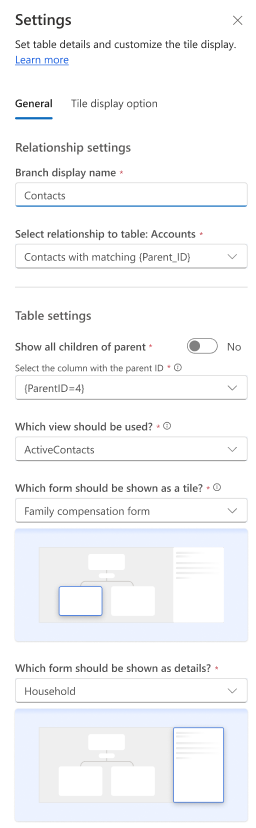 Settings
Set table details and customize the tile display.
Learn more
General Tile display option
Relationship settings
Branch display name *
Contacts
Select relationship to table: Accounts *
Contacts with matching {Parent_ID}
Table settings
Show all children of parent * No
Select the column with the parent ID *
{ParentID=4}
Which view should be used? *
ActiveContacts
Which form should be shown as a tile? *
Family compensation form
Which form should be shown as details? *
Household